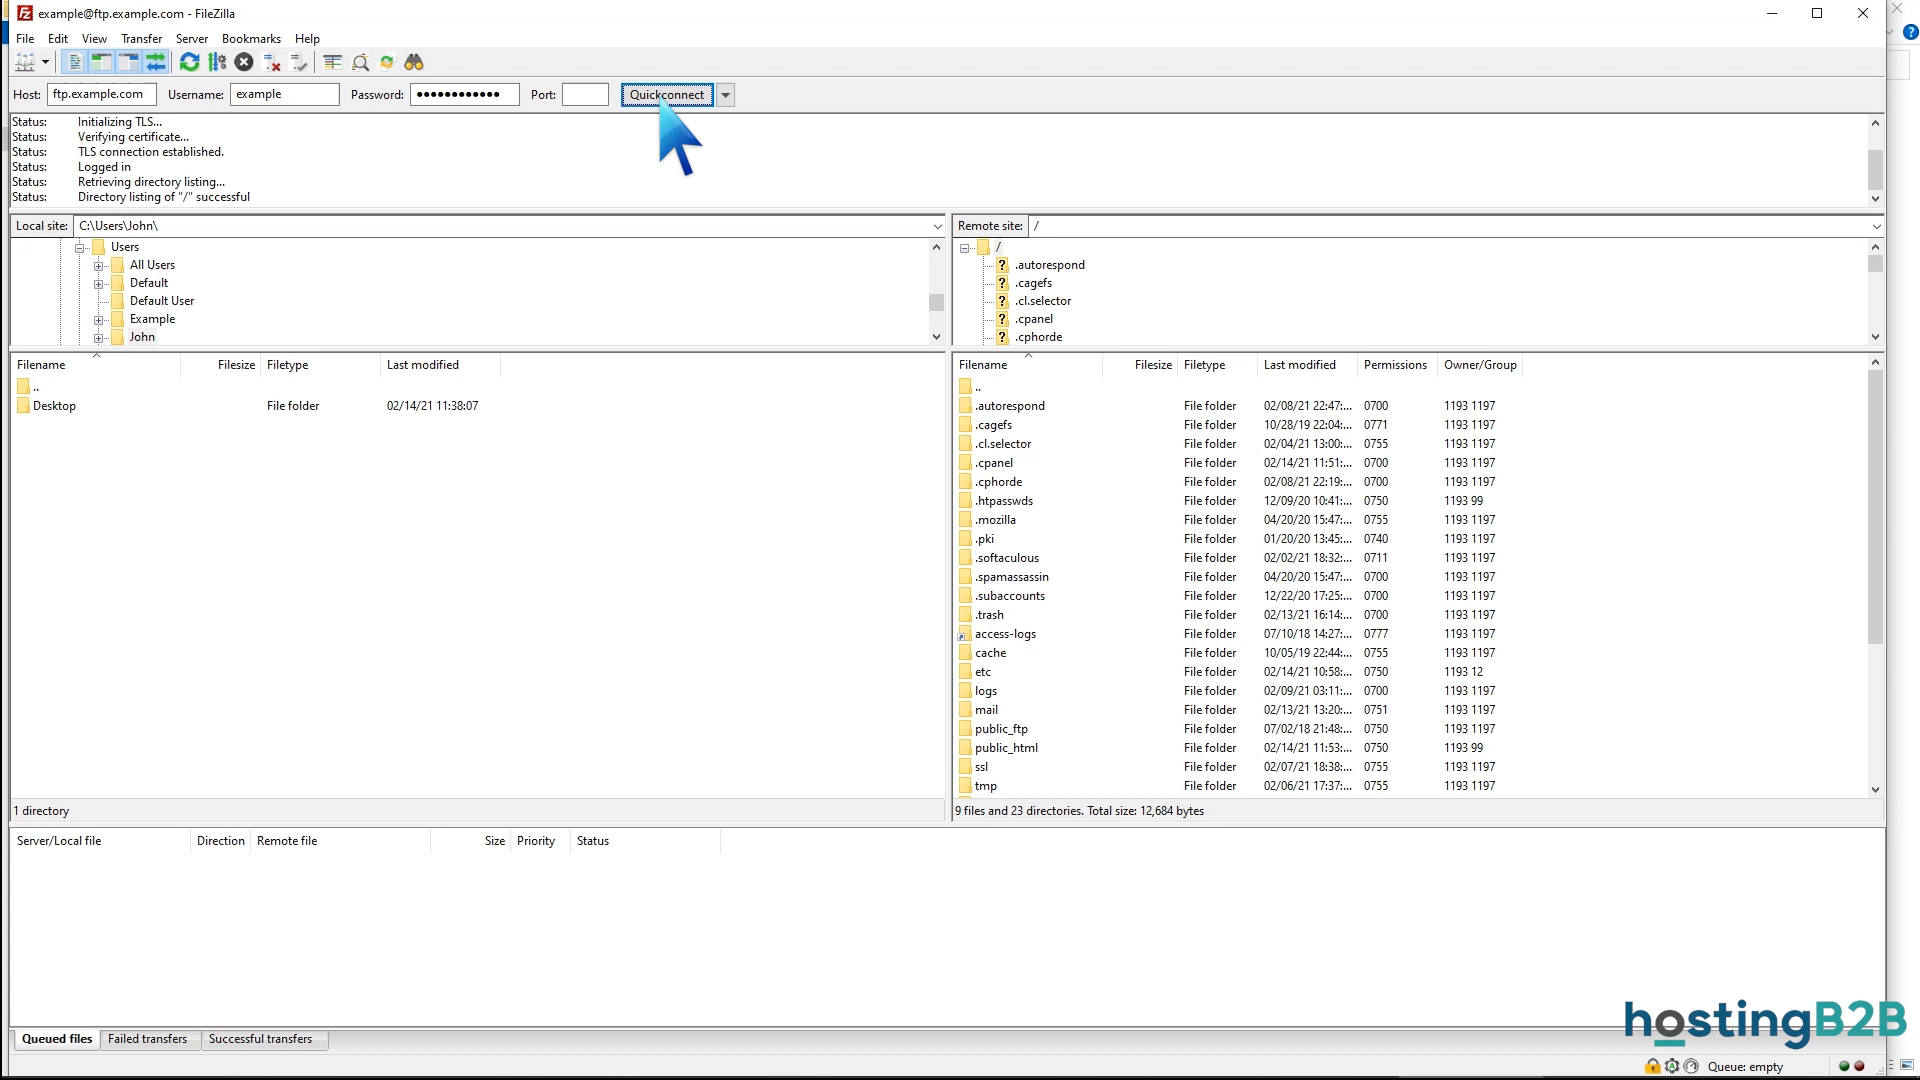 example@ftp.example.com - FileZilla
File Edit View Transfer Server Bookmarks Help
Host: ftp.example.com Username: example Password: ●●●●●●●●●●●● Port: Quickconnect
Status: Initializing TLS...
Status: Verifying certificate...
Status: TLS connection established.
Status: Logged in
Status: Retrieving directory listing...
Status: Directory listing of "/" successful
Local site: C:\Users\John\
Users
All Users
Default
Default User
Example
John
Filename Filesize Filetype Last modified
..
Desktop File folder 02/14/21 11:38:07
1 directory
Remote site: /
/
? .autorespond
? .cagefs
? .cl.selector
? .cpanel
? .cphorde
Filename Filesize Filetype Last modified Permissions Owner/Group
..
.autorespond File folder 02/08/21 22:47:... 0700 1193 1197
.cagefs File folder 10/28/19 22:04:... 0771 1193 1197
.cl.selector File folder 02/04/21 13:00:... 0755 1193 1197
.cpanel File folder 02/14/21 11:51:... 0700 1193 1197
.cphorde File folder 02/08/21 22:19:... 0700 1193 1197
.htpasswds File folder 12/09/20 10:41:... 0750 1193 99
.mozilla File folder 04/20/20 15:47:... 0755 1193 1197
.pki File folder 01/20/20 13:45:... 0740 1193 1197
.softaculous File folder 02/02/21 18:32:... 0711 1193 1197
.spamassassin File folder 04/20/20 15:47:... 0700 1193 1197
.subaccounts File folder 12/22/20 17:25:... 0700 1193 1197
.trash File folder 02/13/21 16:14:... 0700 1193 1197
access-logs File folder 07/10/18 14:27:... 0777 1193 1197
cache File folder 10/05/19 22:44:... 0755 1193 1197
etc File folder 02/14/21 10:58:... 0750 1193 12
logs File folder 02/09/21 03:11:... 0700 1193 1197
mail File folder 02/13/21 13:20:... 0751 1193 1197
public_ftp File folder 07/02/18 21:48:... 0750 1193 1197
public_html File folder 02/14/21 11:53:... 0750 1193 99
ssl File folder 02/07/21 18:38:... 0755 1193 1197
tmp File folder 02/06/21 17:37:... 0755 1193 1197
9 files and 23 directories. Total size: 12,684 bytes
Server/Local file Direction Remote file Size Priority Status
Queued files Failed transfers Successful transfers
hostingB2B
Queue: empty